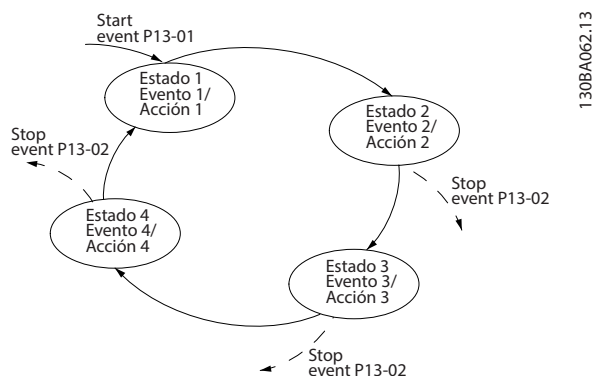 Start
event P13-01
130BA062.13
Estado 1
Evento 1/
Acción 1
Estado 2
Evento 2/
Acción 2
Stop
event P13-02
Stop
event P13-02
Estado 4
Evento 4/
Acción 4
Estado 3
Evento 3/
Acción 3
Stop
event P13-02